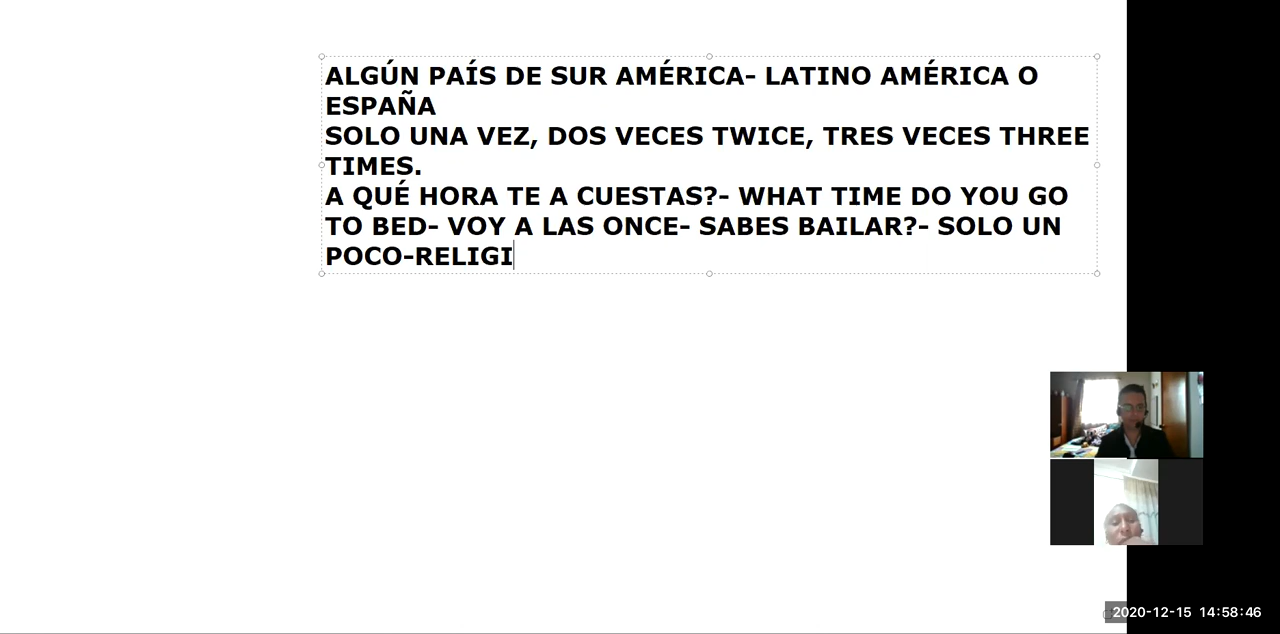 ALGÚN PAÍS DE SUR AMÉRICA- LATINO AMÉRICA O
ESPAÑA
SOLO UNA VEZ, DOS VECES TWICE, TRES VECES THREE
TIMES.
A QUÉ HORA TE A CUESTAS?- WHAT TIME DO YOU GO
TO BED- VOY A LAS ONCE- SABES BAILAR?- SOLO UN
POCO-RELIGI
2020-12-15 14:58:46